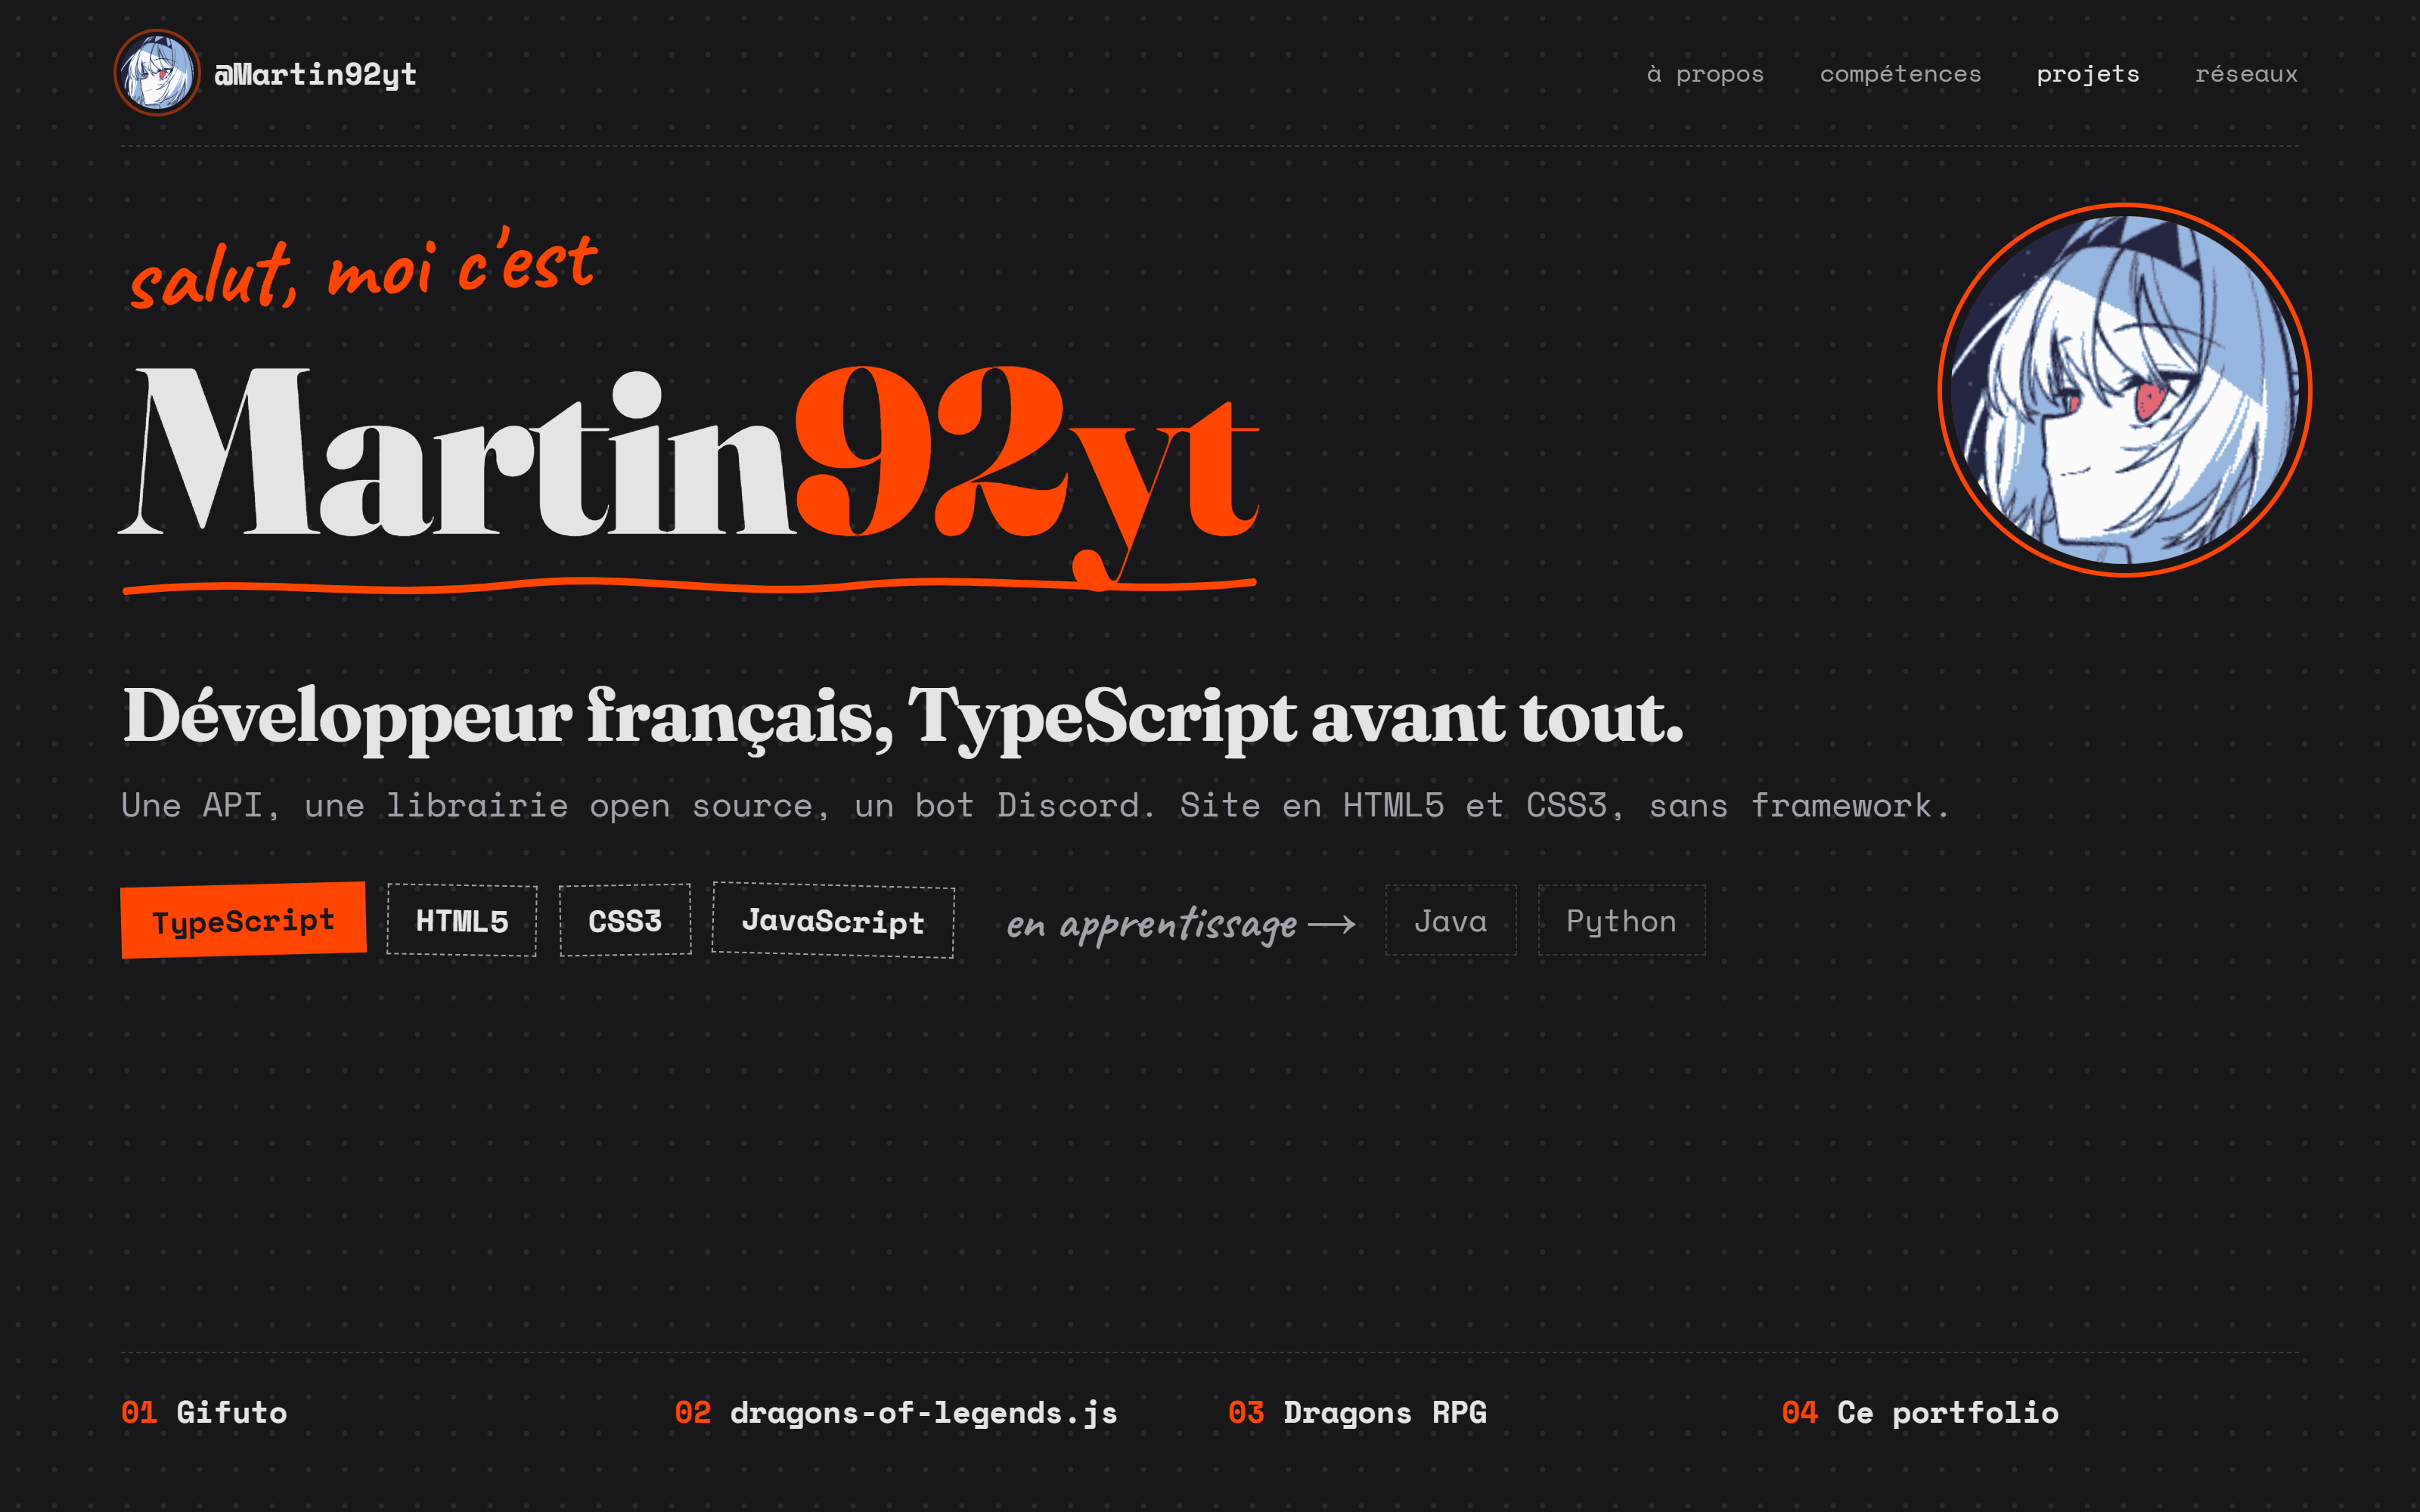 @Martin92yt
à propos compétences projets réseaux
salut, moi c'est
Martin92yt
Développeur français, TypeScript avant tout.
Une API, une librairie open source, un bot Discord. Site en HTML5 et CSS3, sans framework.
TypeScript HTML5 CSS3 JavaScript en apprentissage → Java Python
01 Gifuto 02 dragons-of-legends.js 03 Dragons RPG 04 Ce portfolio